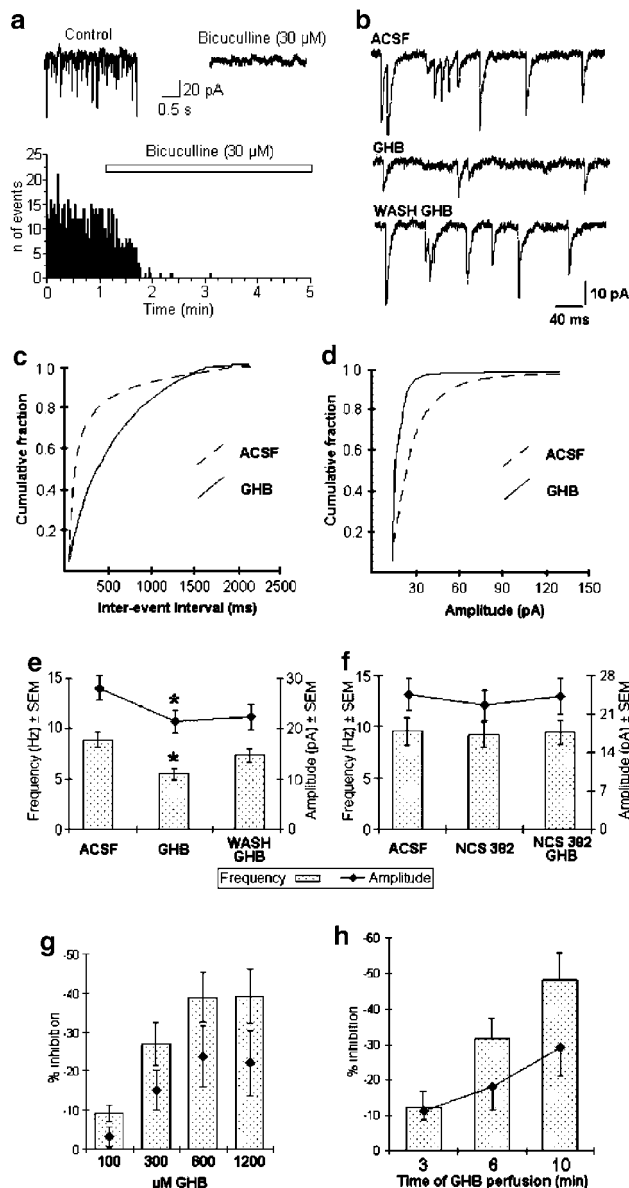 a
Control
Bicuculline (30 µM)
20 pA
0.5 s
Bicuculline (30 µM)
n of events
25
20
15
10
5
0
0 1 2 3 4 5
Time (min)
b
ACSF
GHB
WASH GHB
10 pA
40 ms
c
Cumulative fraction
1.0
0.8
0.6
0.4
0.2
ACSF
GHB
500 1000 1500 2000 2500
Inter-event Interval (ms)
d
Cumulative fraction
1.0
0.8
0.6
0.4
0.2
ACSF
GHB
30 60 90 120 150
Amplitude (pA)
e
Frequency (Hz) ± SEM
15
10
5
0
*
*
30
20
10
0
Amplitude (pA) ± SEM
ACSF GHB WASH
GHB
f
Frequency (Hz) ± SEM
15
10
5
0
28
21
14
7
0
Amplitude (pA) ± SEM
ACSF NCS 382 NCS 382
GHB
Frequency Amplitude
g
% inhibition
-50
-40
-30
-20
-10
0
100 300 600 1200
µM GHB
h
% inhibition
-60
-50
-40
-30
-20
-10
0
3 6 10
Time of GHB perfusion (min)